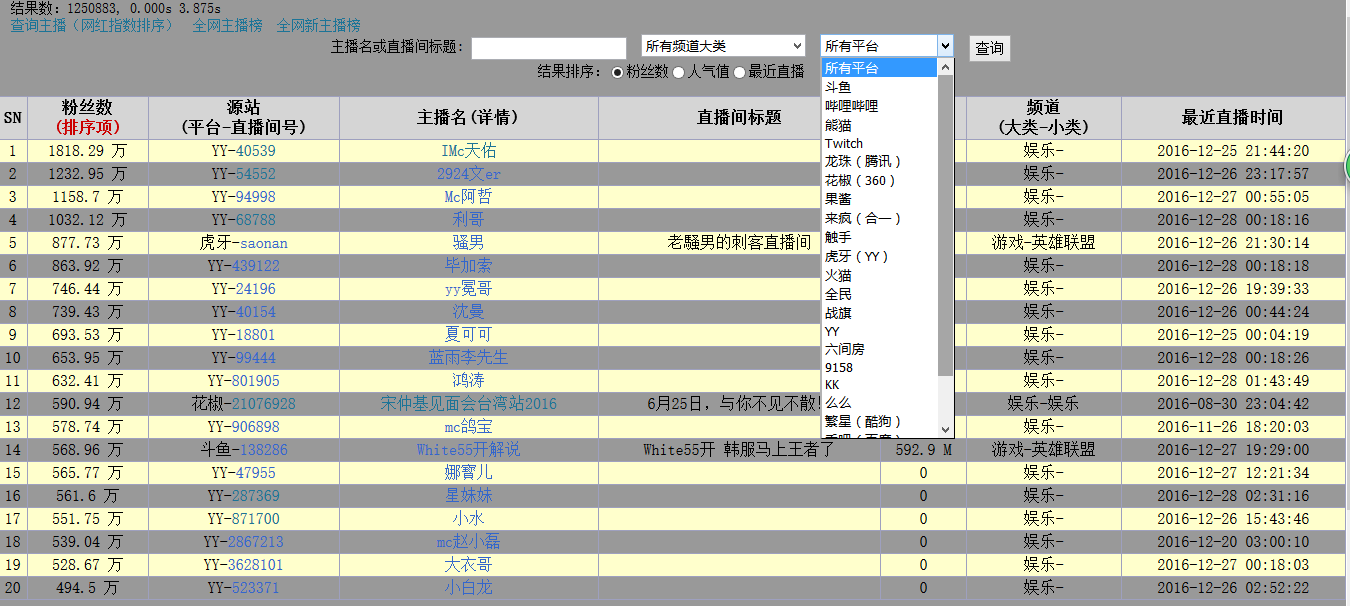 结果数：1250883, 0.000s 3.875s
查询主播（网红指数排序） 全网主播榜 全网新主播榜
主播名或直播间标题： 所有频道大类 所有平台 查询
结果排序： 粉丝数 人气值 最近直播
所有平台
斗鱼
哔哩哔哩
熊猫
Twitch
龙珠（腾讯）
花椒（360）
果酱
来疯（合一）
触手
虎牙（YY）
火猫
全民
战旗
YY
六间房
9158
KK
么么
繁星（酷狗）
SN 粉丝数 (排序项) 源站 (平台-直播间号) 主播名(详情) 直播间标题 频道 (大类-小类) 最近直播时间
1 1818.29 万 YY-40539 IMc天佑 娱乐- 2016-12-25 21:44:20
2 1232.95 万 YY-54552 2924文er 娱乐- 2016-12-26 23:17:57
3 1158.7 万 YY-94998 Mc阿哲 娱乐- 2016-12-27 00:55:05
4 1032.12 万 YY-68788 利哥 娱乐- 2016-12-28 00:18:16
5 877.73 万 虎牙-saonan 骚男 老騷男的刺客直播间 游戏-英雄联盟 2016-12-26 21:30:14
6 863.92 万 YY-439122 毕加索 娱乐- 2016-12-28 00:18:18
7 746.44 万 YY-24196 yy冕哥 娱乐- 2016-12-26 19:39:33
8 739.43 万 YY-40154 沈曼 娱乐- 2016-12-26 00:44:24
9 693.53 万 YY-18801 夏可可 娱乐- 2016-12-25 00:04:19
10 653.95 万 YY-99444 蓝雨李先生 娱乐- 2016-12-28 00:18:26
11 632.41 万 YY-801905 鸿涛 娱乐- 2016-12-28 01:43:49
12 590.94 万 花椒-21076928 宋仲基见面会台湾站2016 6月25日，与你不见不散! 娱乐-娱乐 2016-08-30 23:04:42
13 578.74 万 YY-906898 mc鸽宝 娱乐- 2016-11-26 18:20:03
14 568.96 万 斗鱼-138286 White55开解说 White55开 韩服马上王者了 592.9 M 游戏-英雄联盟 2016-12-27 19:29:00
15 565.77 万 YY-47955 娜寳儿 0 娱乐- 2016-12-27 12:21:34
16 561.6 万 YY-287369 星妹妹 0 娱乐- 2016-12-28 02:31:16
17 551.75 万 YY-871700 小水 0 娱乐- 2016-12-26 15:43:46
18 539.04 万 YY-2867213 mc赵小磊 0 娱乐- 2016-12-20 03:00:10
19 528.67 万 YY-3628101 大衣哥 0 娱乐- 2016-12-27 00:18:03
20 494.5 万 YY-523371 小白龙 0 娱乐- 2016-12-26 02:52:22